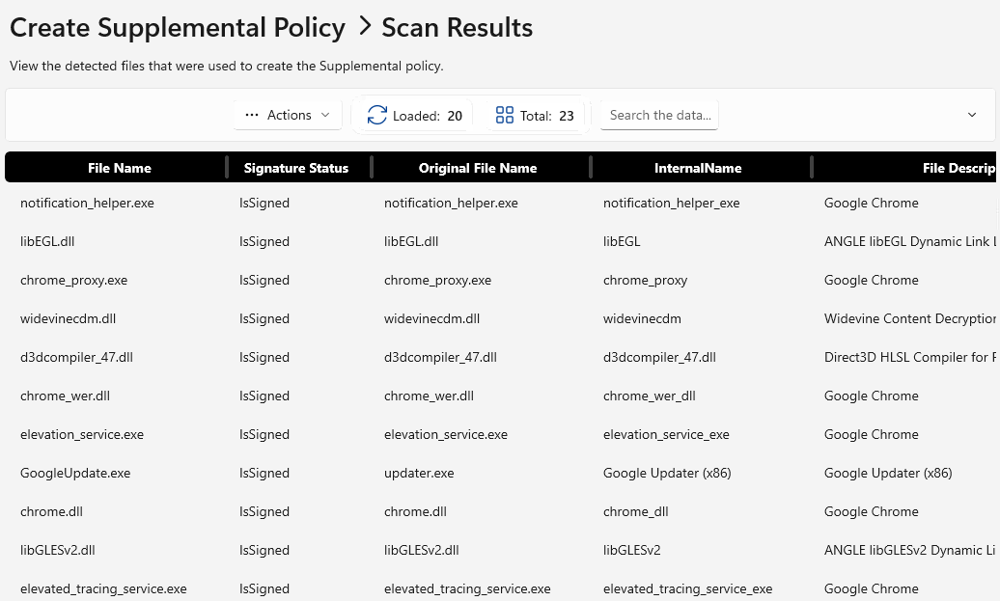 Create Supplemental Policy > Scan Results
View the detected files that were used to create the Supplemental policy.
Actions Loaded: 20 Total: 23 Search the data...
File Name Signature Status Original File Name InternalName File Descrip
notification_helper.exe IsSigned notification_helper.exe notification_helper_exe Google Chrome
libEGL.dll IsSigned libEGL.dll libEGL ANGLE libEGL Dynamic Link
chrome_proxy.exe IsSigned chrome_proxy.exe chrome_proxy Google Chrome
widevinecdm.dll IsSigned widevinecdm.dll widevinecdm Widevine Content Decryption
d3dcompiler_47.dll IsSigned d3dcompiler_47.dll d3dcompiler_47.dll Direct3D HLSL Compiler for
chrome_wer.dll IsSigned chrome_wer.dll chrome_wer_dll Google Chrome
elevation_service.exe IsSigned elevation_service.exe elevation_service_exe Google Chrome
GoogleUpdate.exe IsSigned updater.exe Google Updater (x86) Google Updater (x86)
chrome.dll IsSigned chrome.dll chrome_dll Google Chrome
libGLESv2.dll IsSigned libGLESv2.dll libGLESv2 ANGLE libGLESv2 Dynamic Li
elevated_tracing_service.exe IsSigned elevated_tracing_service.exe elevated_tracing_service_exe Google Chrome